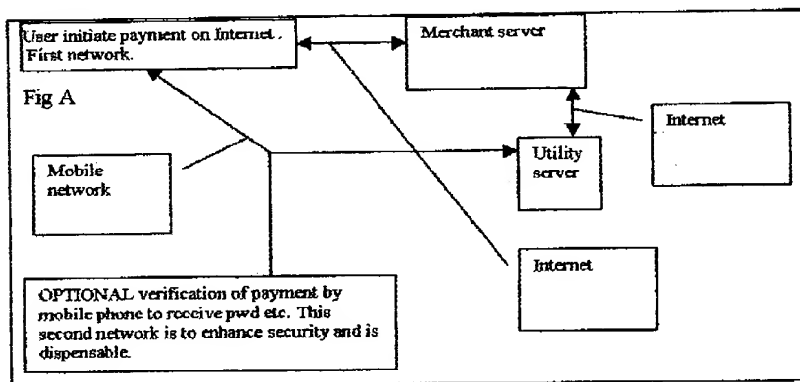 User initiate payment on Internet.
First network.
Merchant server
Fig A
Internet
Utility
server
Mobile
network
Internet
OPTIONAL verification of payment by
mobile phone to receive pwd etc. This
second network is to enhance security and is
dispensable.